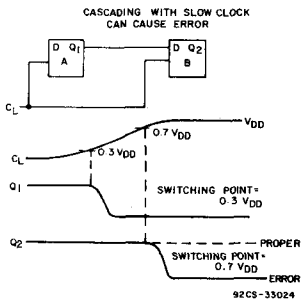 CASCADING WITH SLOW CLOCK
CAN CAUSE ERROR
D Q1
A
D Q2
B
CL
VDD
0.7 VDD
0.3 VDD
CL
Q1
SWITCHING POINT=
0.3 VDD
Q2
PROPER
SWITCHING POINT=
0.7 VDD
ERROR
92CS-33024